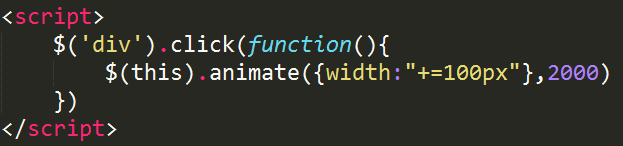 <script>
    $('div').click(function(){
        $(this).animate({width:"+=100px"},2000)
    })
</script>